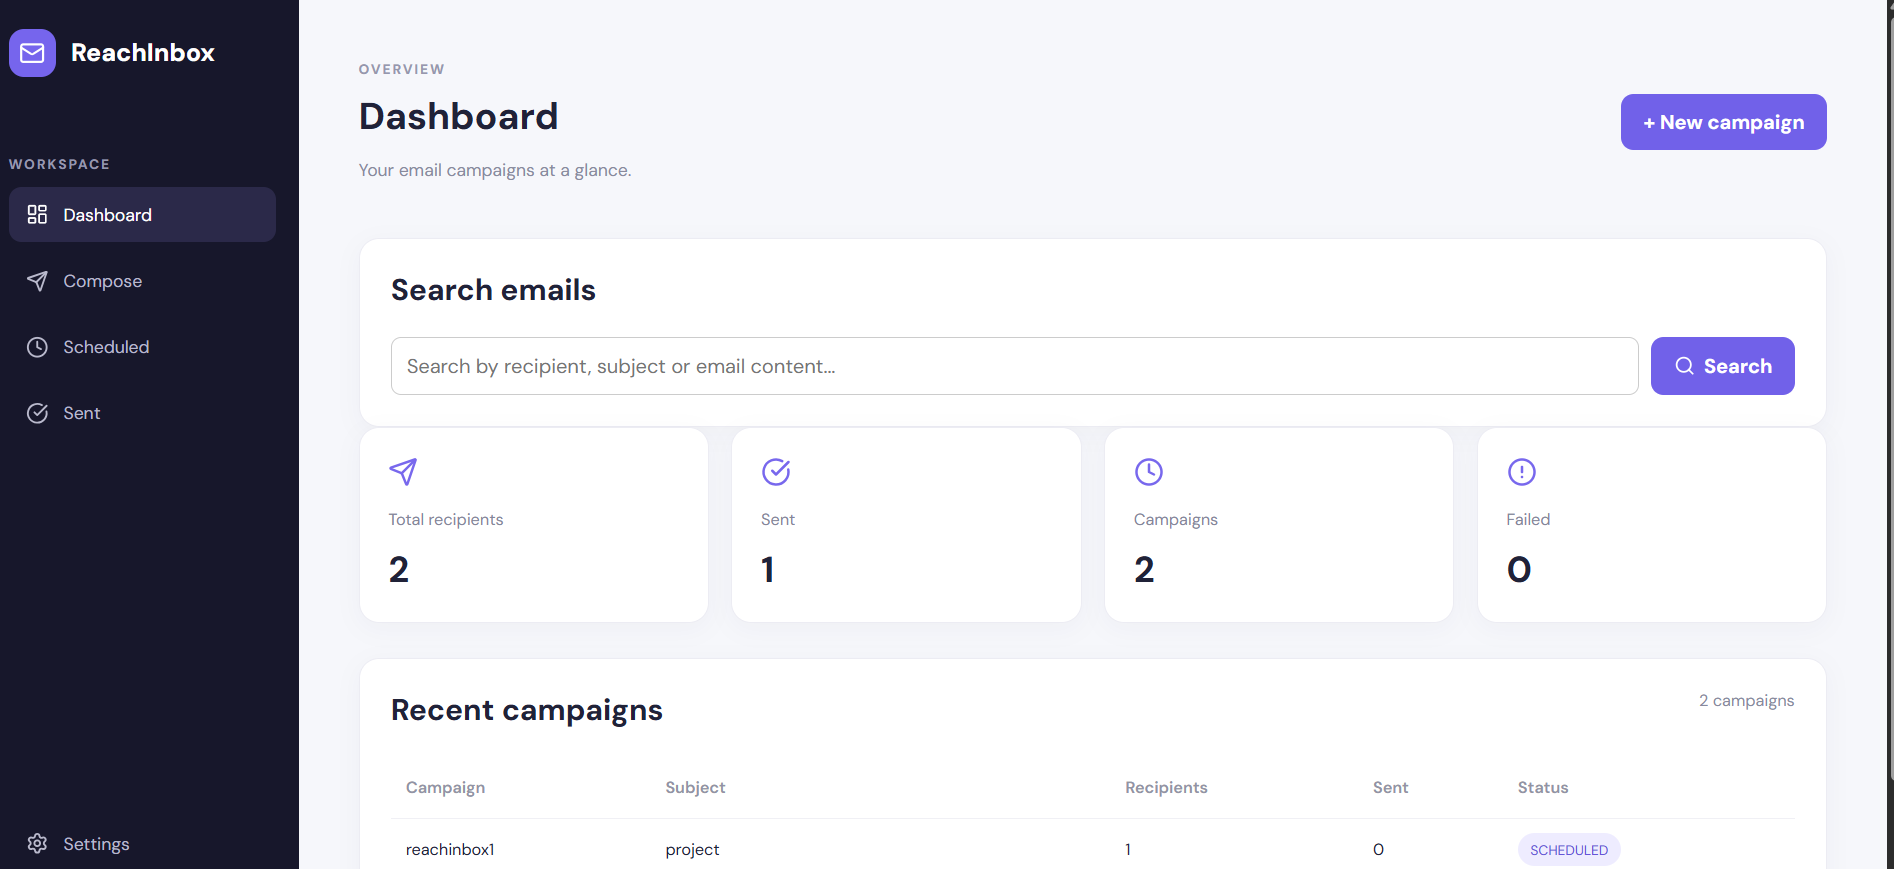 ReachInbox
WORKSPACE
Dashboard
Compose
Scheduled
Sent
Settings
OVERVIEW
Dashboard
Your email campaigns at a glance.
+ New campaign
Search emails
Search by recipient, subject or email content...
Search
Total recipients
2
Sent
1
Campaigns
2
Failed
0
Recent campaigns
2 campaigns
Campaign Subject Recipients Sent Status
reachinbox1 project 1 0 SCHEDULED